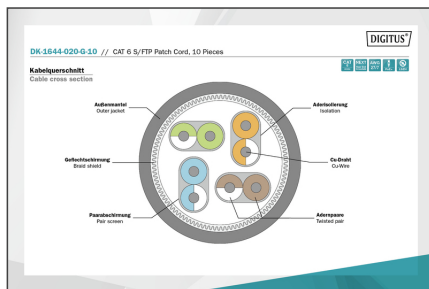 DIGITUS®
DK-1644-020-G-10 // CAT 6 S/FTP Patch Cord, 10 Pieces
Kabelquerschnitt
Cable cross section
Außenmantel
Outer jacket
Aderisolierung
Isolation
Geflechtschirmung
Braid shield
Cu-Draht
Cu-Wire
Paarabschirmung
Pair screen
Adernpaare
Twisted pair